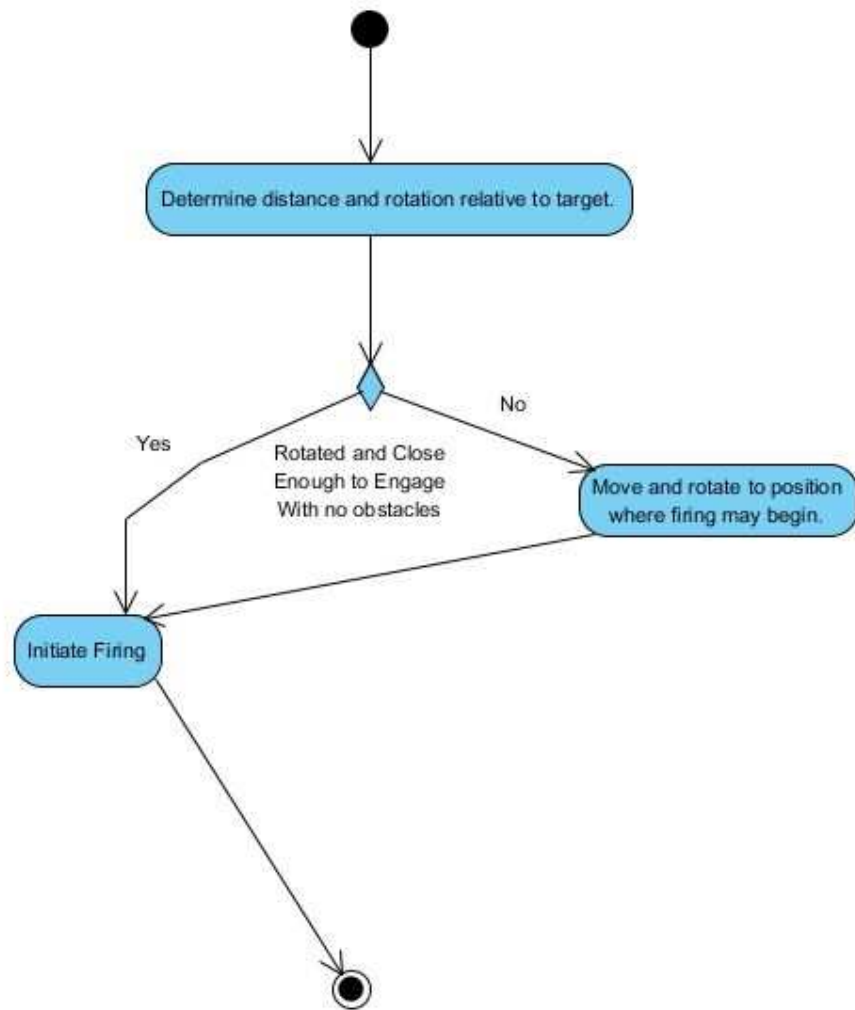 Determine distance and rotation relative to target.
No
Yes
Rotated and Close
Enough to Engage
With no obstacles
Move and rotate to position
where firing may begin.
Initiate Firing